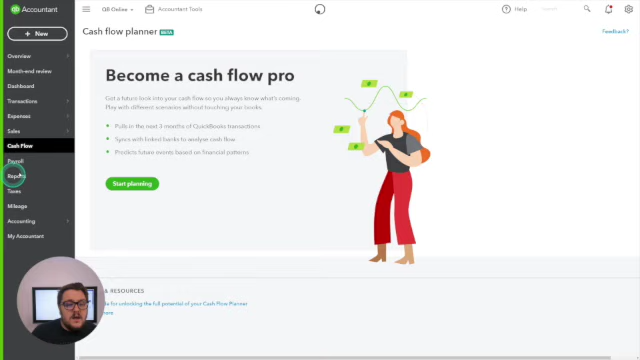 qb Accountant
QB Online
Accountant Tools
Help
+ New
Cash flow planner BETA
Feedback?
Overview
Month-end review
Dashboard
Transactions
Expenses
Sales
Cash Flow
Payroll
Reports
Taxes
Mileage
Accounting
My Accountant
Become a cash flow pro
Get a future look into your cash flow so you always know what's coming.
Play with different scenarios without touching your books.
Pulls in the next 3 months of QuickBooks transactions
Syncs with linked banks to analyse cash flow
Predicts future events based on financial patterns
Start planning
& RESOURCES
for unlocking the full potential of your Cash Flow Planner